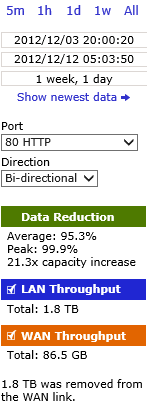 5m 1h 1d 1w All
2012/12/03 20:00:20
2012/12/12 05:03:50
1 week, 1 day
Show newest data
Port
80 HTTP
Direction
Bi-directional
Data Reduction
Average: 95.3%
Peak: 99.9%
21.3x capacity increase
LAN Throughput
Total: 1.8 TB
WAN Throughput
Total: 86.5 GB
1.8 TB was removed from
the WAN link.